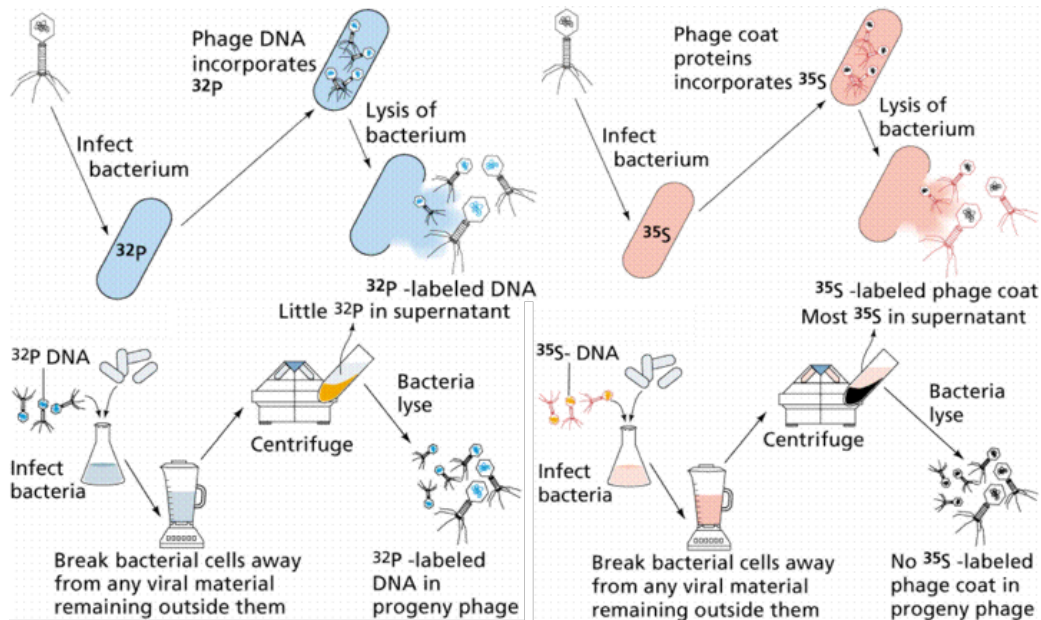 Phage DNA
incorporates
32P
Infect
bacterium
Lysis of
bacterium
32P
32P -labeled DNA
Little 32P in supernatant
32P DNA
Infect
bacteria
Centrifuge
Bacteria
lyse
Break bacterial cells away
from any viral material
remaining outside them
32P -labeled
DNA in
progeny phage
Phage coat
proteins
incorporates 35S
Infect
bacterium
Lysis of
bacterium
35S
35S -labeled phage coat
Most 35S in supernatant
35S- DNA
Infect
bacteria
Centrifuge
Bacteria
lyse
Break bacterial cells away
from any viral material
remaining outside them
No 35S -labeled
phage coat in
progeny phage